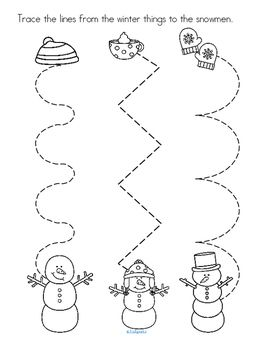 Trace the lines from the winter things to the snowmen.